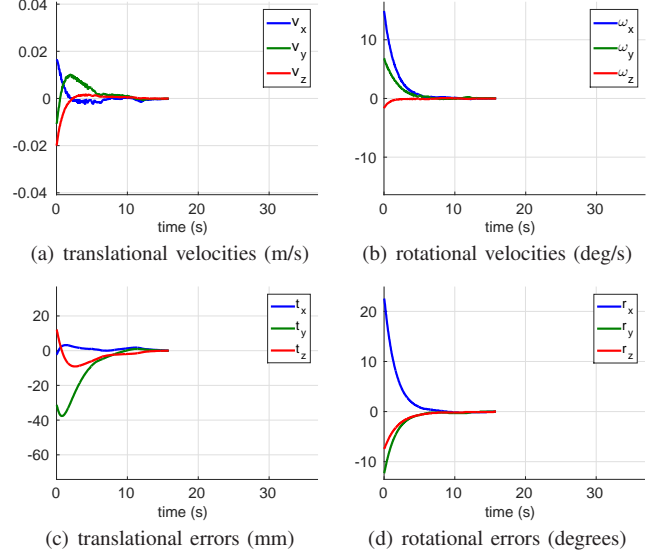 0.04
0.02
0
-0.02
-0.04
v_x
v_y
v_z
0 10 20 30
time (s)
(a) translational velocities (m/s)
10
0
-10
ω_x
ω_y
ω_z
0 10 20 30
time (s)
(b) rotational velocities (deg/s)
20
0
-20
-40
-60
t_x
t_y
t_z
0 10 20 30
time (s)
(c) translational errors (mm)
20
10
0
-10
r_x
r_y
r_z
0 10 20 30
time (s)
(d) rotational errors (degrees)